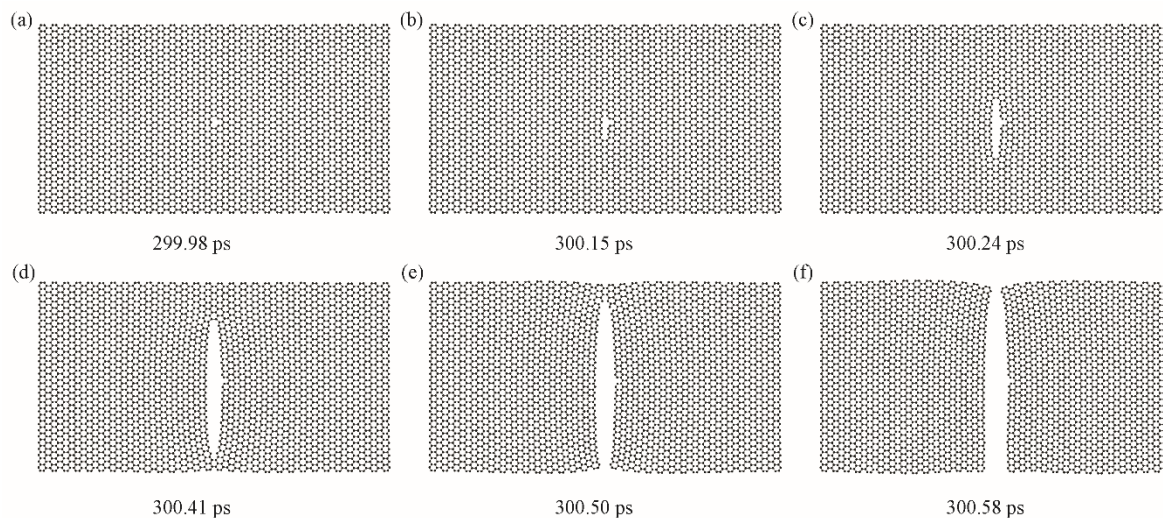 (a)
(b)
(c)
299.98 ps
300.15 ps
300.24 ps
(d)
(e)
(f)
300.41 ps
300.50 ps
300.58 ps